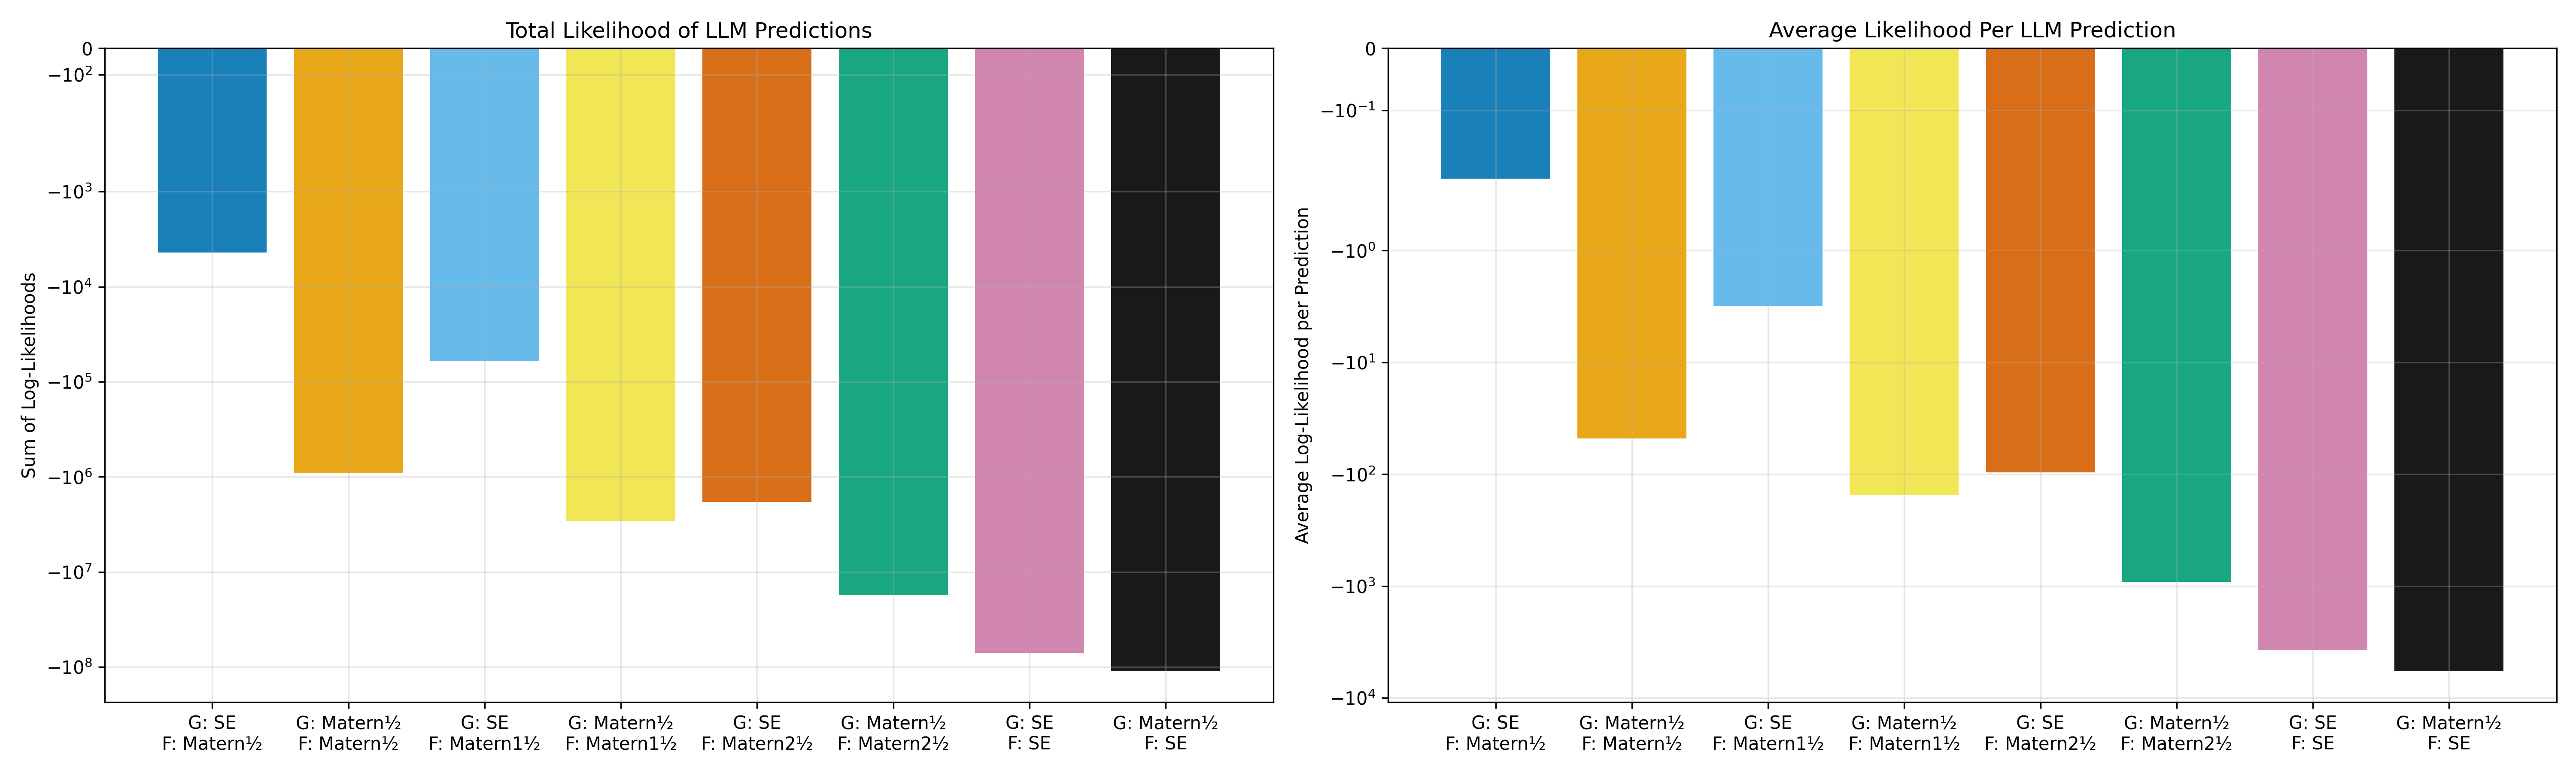 Total Likelihood of LLM Predictions
Sum of Log-Likelihoods
0
−10²
−10³
−10⁴
−10⁵
−10⁶
−10⁷
−10⁸
G: SE
F: Matern½
G: Matern½
F: Matern½
G: SE
F: Matern1½
G: Matern½
F: Matern1½
G: SE
F: Matern2½
G: Matern½
F: Matern2½
G: SE
F: SE
G: Matern½
F: SE
Average Likelihood Per LLM Prediction
Average Log-Likelihood per Prediction
0
−10⁻¹
−10⁰
−10¹
−10²
−10³
−10⁴
G: SE
F: Matern½
G: Matern½
F: Matern½
G: SE
F: Matern1½
G: Matern½
F: Matern1½
G: SE
F: Matern2½
G: Matern½
F: Matern2½
G: SE
F: SE
G: Matern½
F: SE